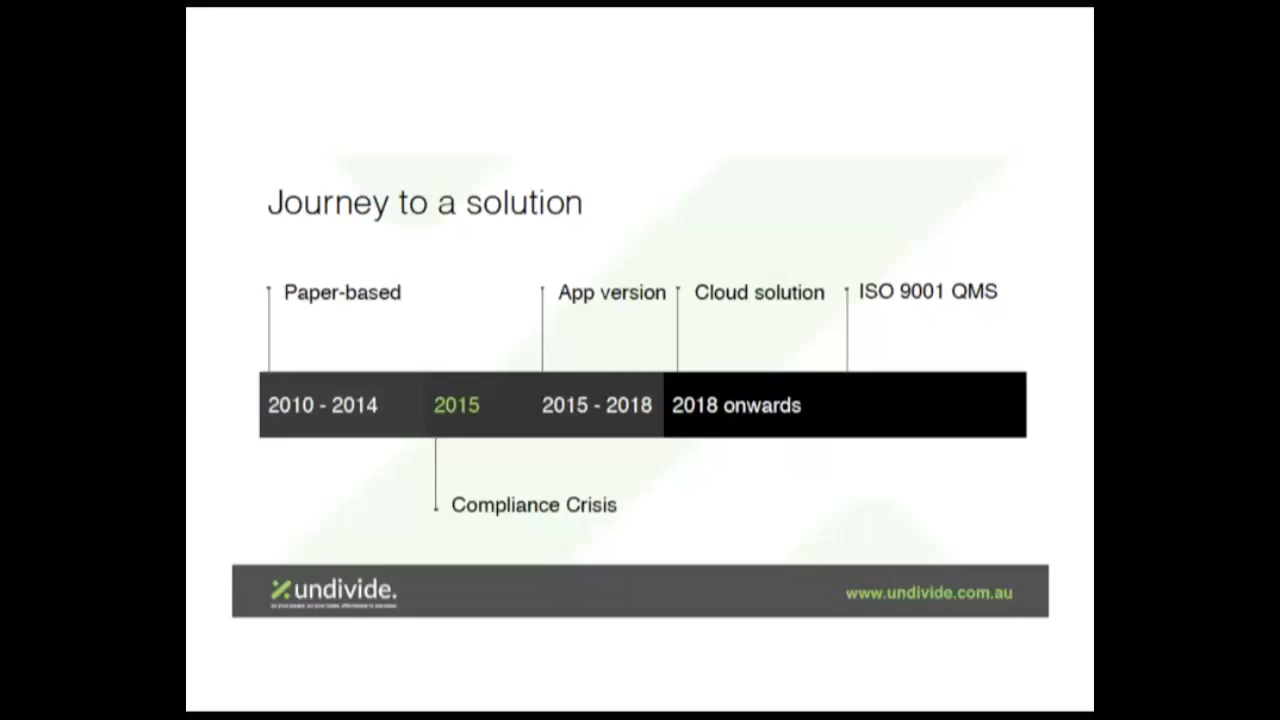 Journey to a solution
Paper-based
App version
Cloud solution
ISO 9001 QMS
2010 - 2014
2015
2015 - 2018
2018 onwards
Compliance Crisis
undivide.
www.undivide.com.au